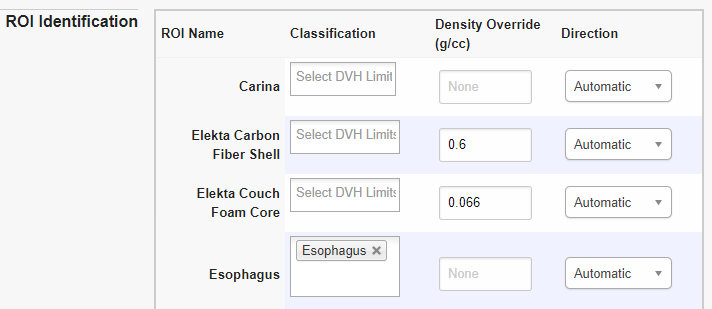 ROI Identification
ROI Name Classification Density Override (g/cc) Direction
Carina Select DVH Limit None Automatic
Elekta Carbon Fiber Shell Select DVH Limits 0.6 Automatic
Elekta Couch Foam Core Select DVH Limits 0.066 Automatic
Esophagus Esophagus × None Automatic